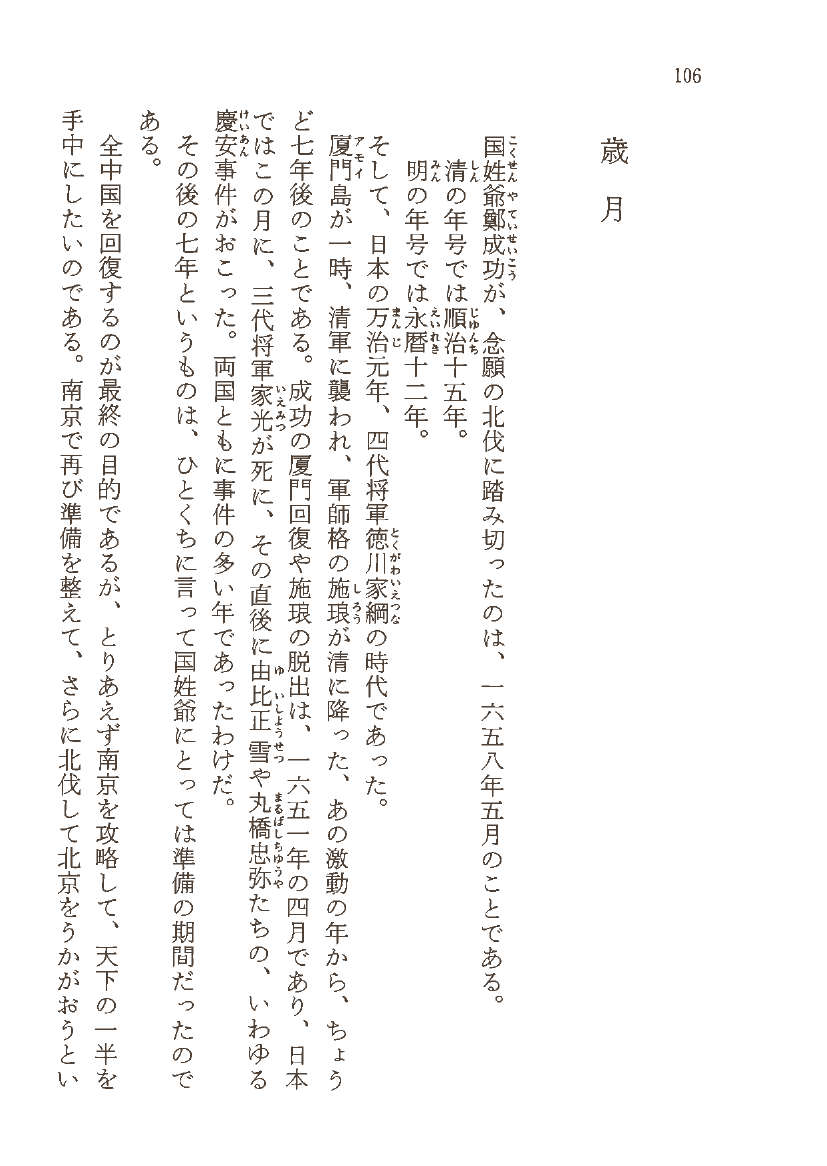 106
歳月
国姓爺鄭成功が、念願の北伐に踏み切ったのは、一六五八年五月のことである。
清の年号では順治十五年。
明の年号では永暦十二年。
そして、日本の万治元年、四代将軍徳川家綱の時代であった。
厦門島が一時、清軍に襲われ、軍師格の施琅が清に降った、あの激動の年から、ちょう
ど七年後のことである。成功の厦門回復や施琅の脱出は、一六五一年の四月であり、日本
ではこの月に、三代将軍家光が死に、その直後に由比正雪や丸橋忠弥たちの、いわゆる
慶安事件がおこった。両国ともに事件の多い年であったわけだ。
その後の七年というものは、ひとくちに言って国姓爺にとっては準備の期間だったので
ある。
全中国を回復するのが最終の目的であるが、とりあえず南京を攻略して、天下の一半を
手中にしたいのである。南京で再び準備を整えて、さらに北伐して北京をうかがおうとい